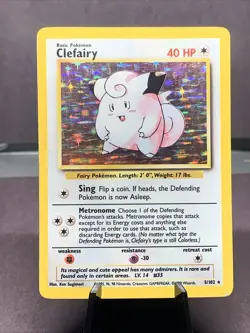 Basic Pokémon
Clefairy
40 HP
Fairy Pokémon. Length: 2' 0", Weight: 17 lbs.
Sing Flip a coin. If heads, the Defending
Pokémon is now Asleep.
Metronome Choose 1 of the Defending
Pokémon's attacks. Metronome copies that attack
except for its Energy costs and anything else
required in order to use that attack, such as
discarding Energy cards. (No matter what type the
Defending Pokémon is, Clefairy's type is still Colorless.)
weakness
resistance
retreat cost
-30
Its magical and cute appeal has many admirers. It is rare and
found only in certain areas. LV. 14 #35
Illus. Ken Sugimori
5/102 ★